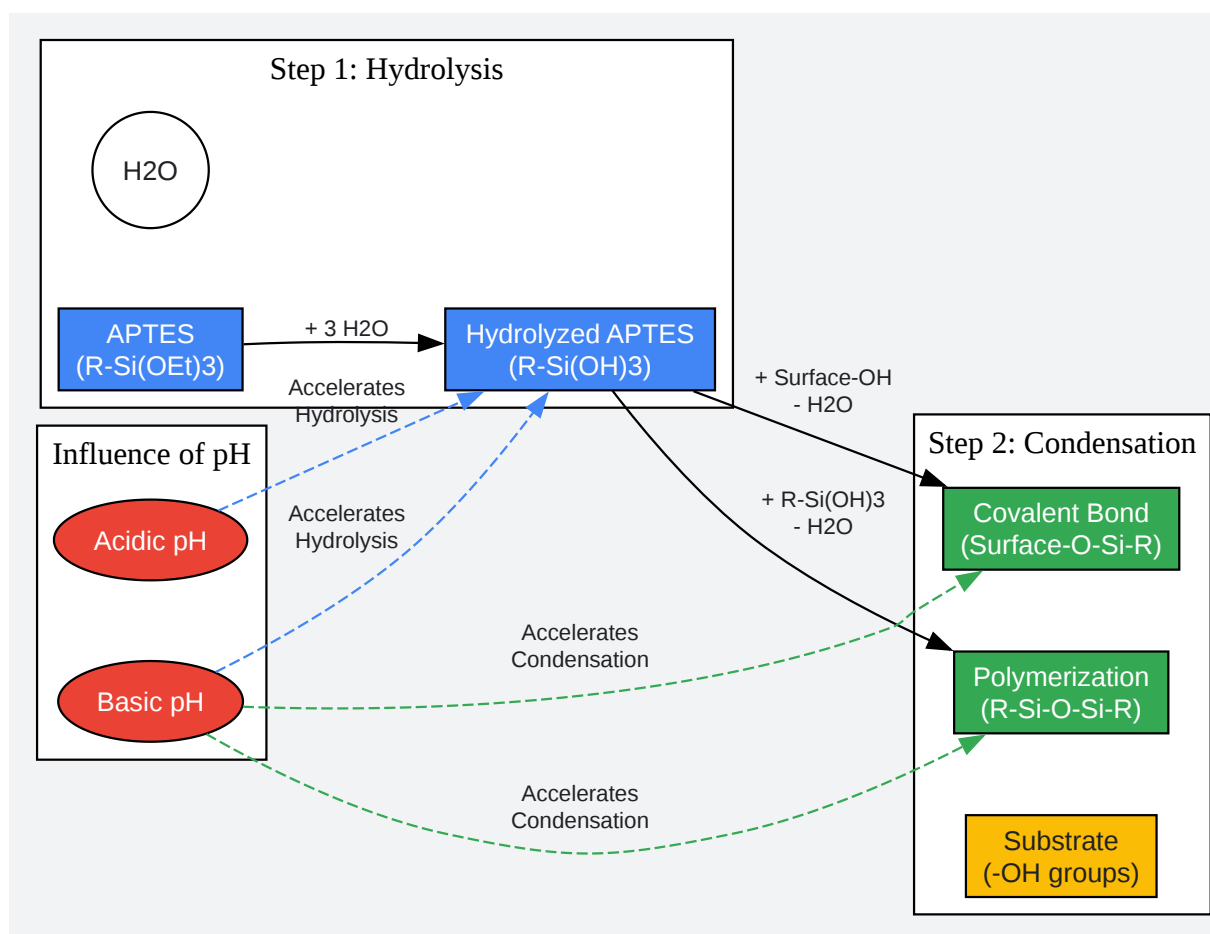 Step 1: Hydrolysis
H2O
APTES
(R-Si(OEt)3)
+ 3 H2O
Hydrolyzed APTES
(R-Si(OH)3)
Accelerates
Hydrolysis
+ Surface-OH
- H2O
Influence of pH
Acidic pH
Accelerates
Hydrolysis
Basic pH
+ R-Si(OH)3
- H2O
Step 2: Condensation
Covalent Bond
(Surface-O-Si-R)
Accelerates
Condensation
Polymerization
(R-Si-O-Si-R)
Accelerates
Condensation
Substrate
(-OH groups)